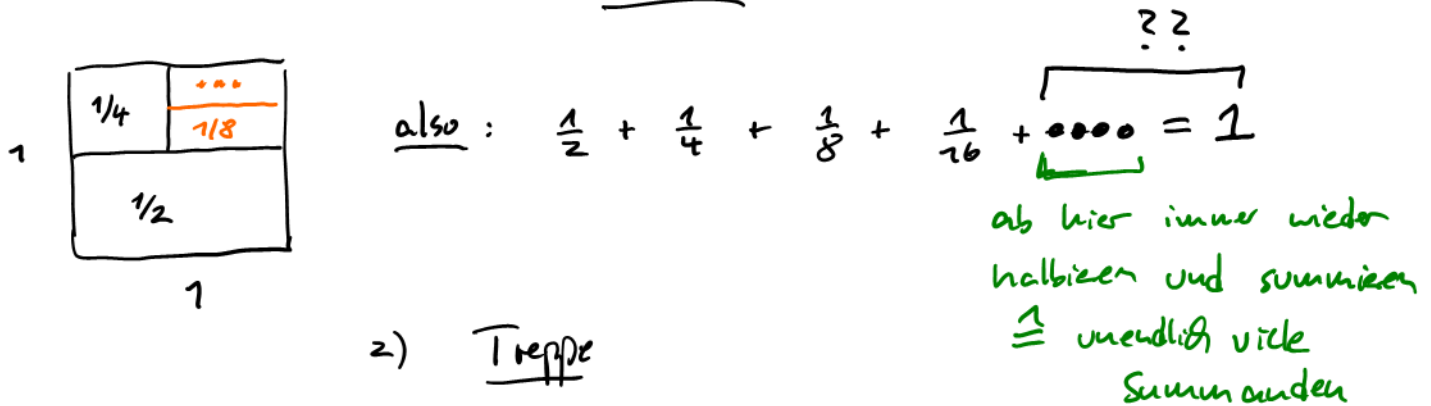 ??
1/4 ...
1/8
1/2
1
1
also : 1/2 + 1/4 + 1/8 + 1/16 + .... = 1
ab hier immer wieder
halbieren und summieren
≙ unendlich viele
Summanden
2) Treppe